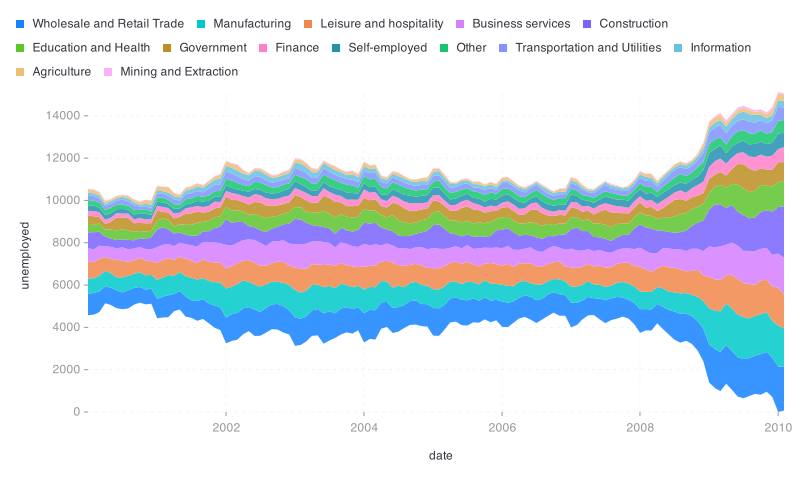 Wholesale and Retail Trade Manufacturing Leisure and hospitality Business services Construction
Education and Health Government Finance Self-employed Other Transportation and Utilities Information
Agriculture Mining and Extraction
14000
12000
10000
8000
6000
4000
2000
0
unemployed
2002 2004 2006 2008 2010
date